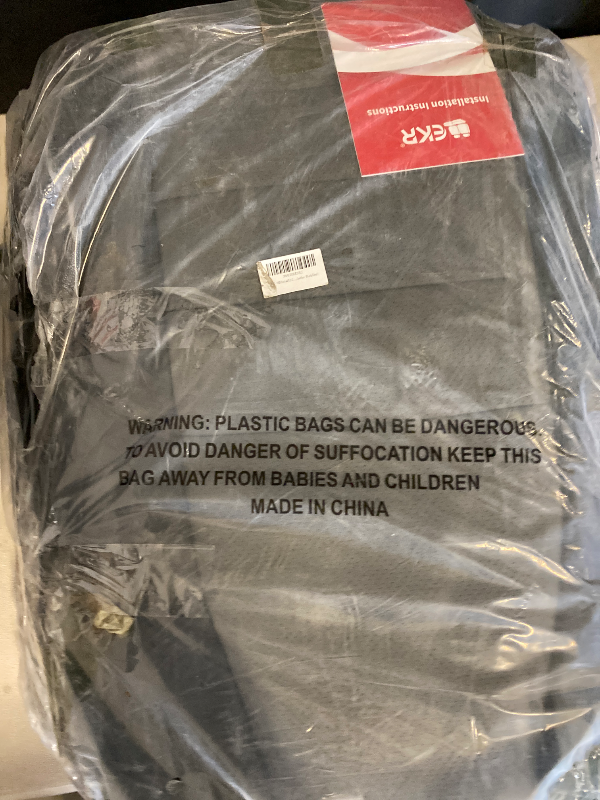 EKR
Installation Instructions
WARNING: PLASTIC BAGS CAN BE DANGEROUS.
TO AVOID DANGER OF SUFFOCATION KEEP THIS
BAG AWAY FROM BABIES AND CHILDREN
MADE IN CHINA